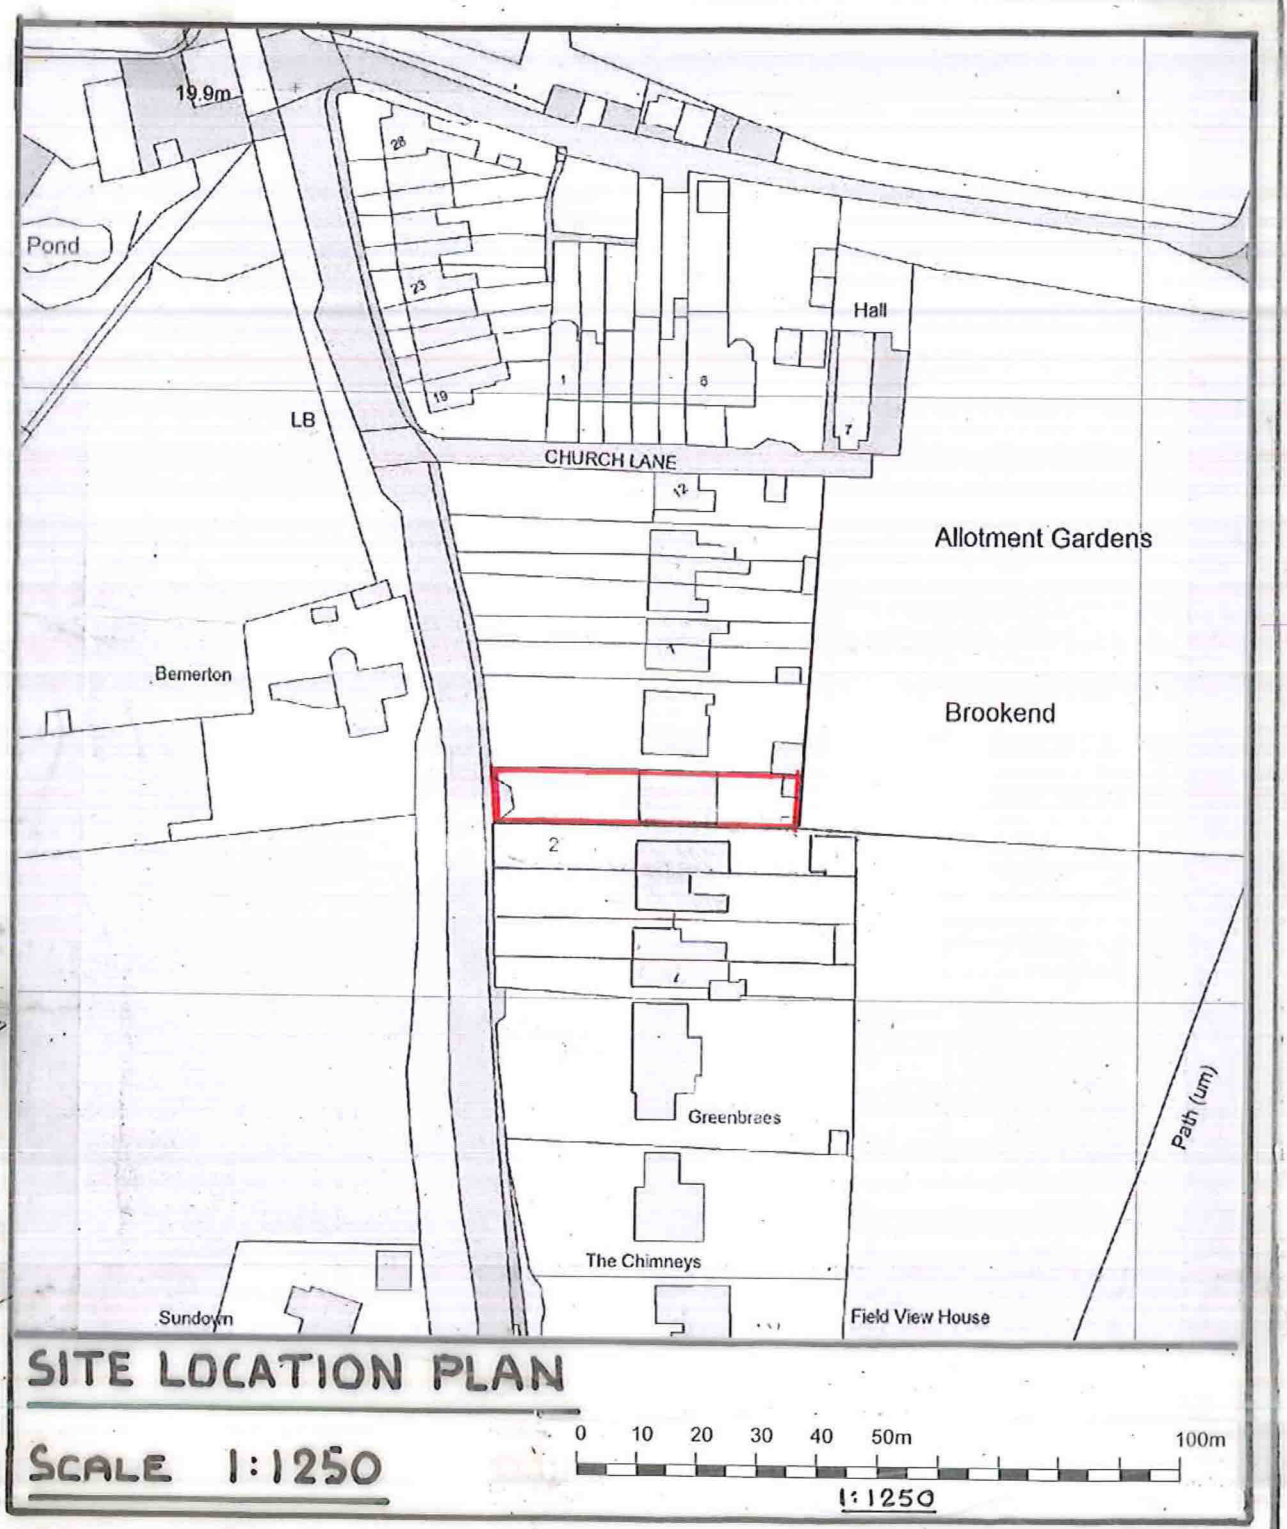 19.9m
28
Pond
23
Hall
1
6
19
7
LB
CHURCH LANE
12
Allotment Gardens
Bemerton
Brookend
2
Greenbraes
Path (um)
The Chimneys
Sundown
Field View House
SITE LOCATION PLAN
0 10 20 30 40 50m 100m
SCALE 1:1250
1:1250